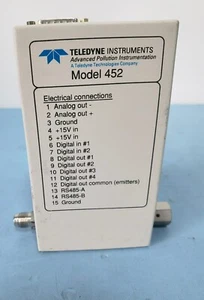 TELEDYNE INSTRUMENTS
Advanced Pollution Instrumentation
A Teledyne Technologies Company
Model 452
Electrical connections
1 Analog out -
2 Analog out +
3 Ground
4 +15V in
5 +15V in
6 Digital in #1
7 Digital in #2
8 Digital out #1
9 Digital out #2
10 Digital out #3
11 Digital out #4
12 Digital out common (emitters)
13 RS485-A
14 RS485-B
15 Ground